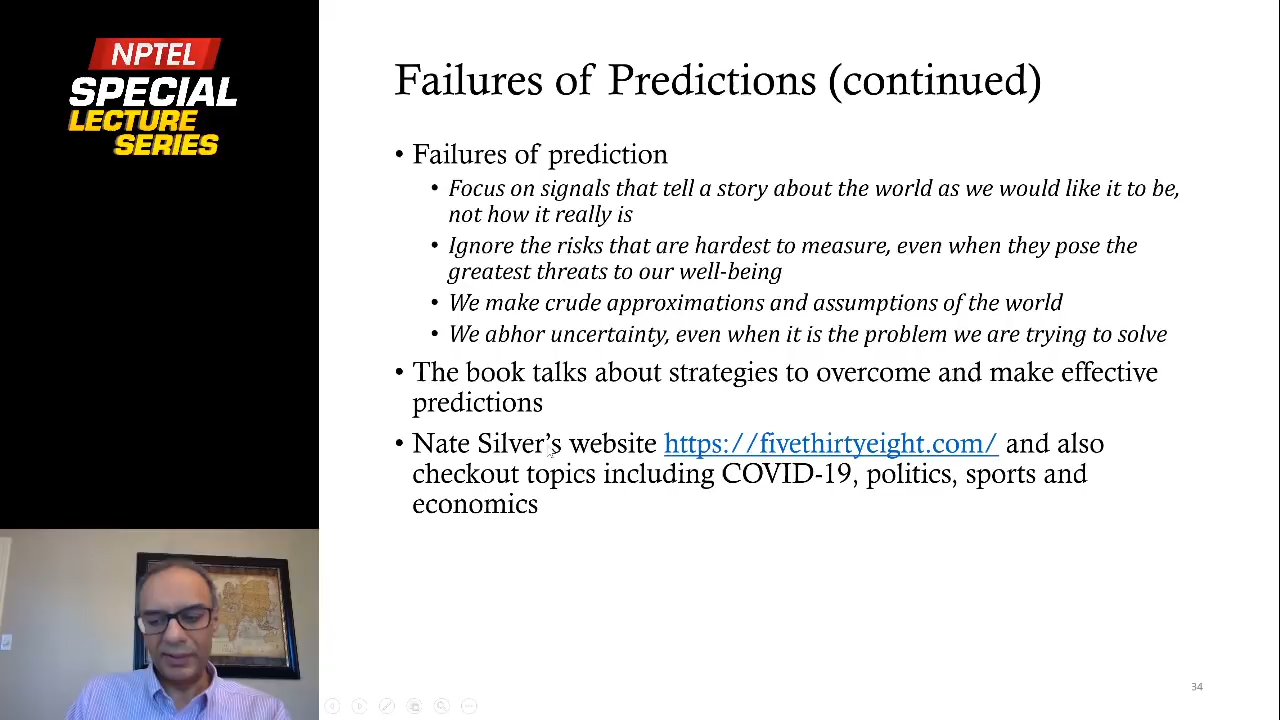 NPTEL
SPECIAL
LECTURE
SERIES
Failures of Predictions (continued)
• Failures of prediction
• Focus on signals that tell a story about the world as we would like it to be,
not how it really is
• Ignore the risks that are hardest to measure, even when they pose the
greatest threats to our well-being
• We make crude approximations and assumptions of the world
• We abhor uncertainty, even when it is the problem we are trying to solve
• The book talks about strategies to overcome and make effective
predictions
• Nate Silver’s website https://fivethirtyeight.com/ and also
checkout topics including COVID-19, politics, sports and
economics
34